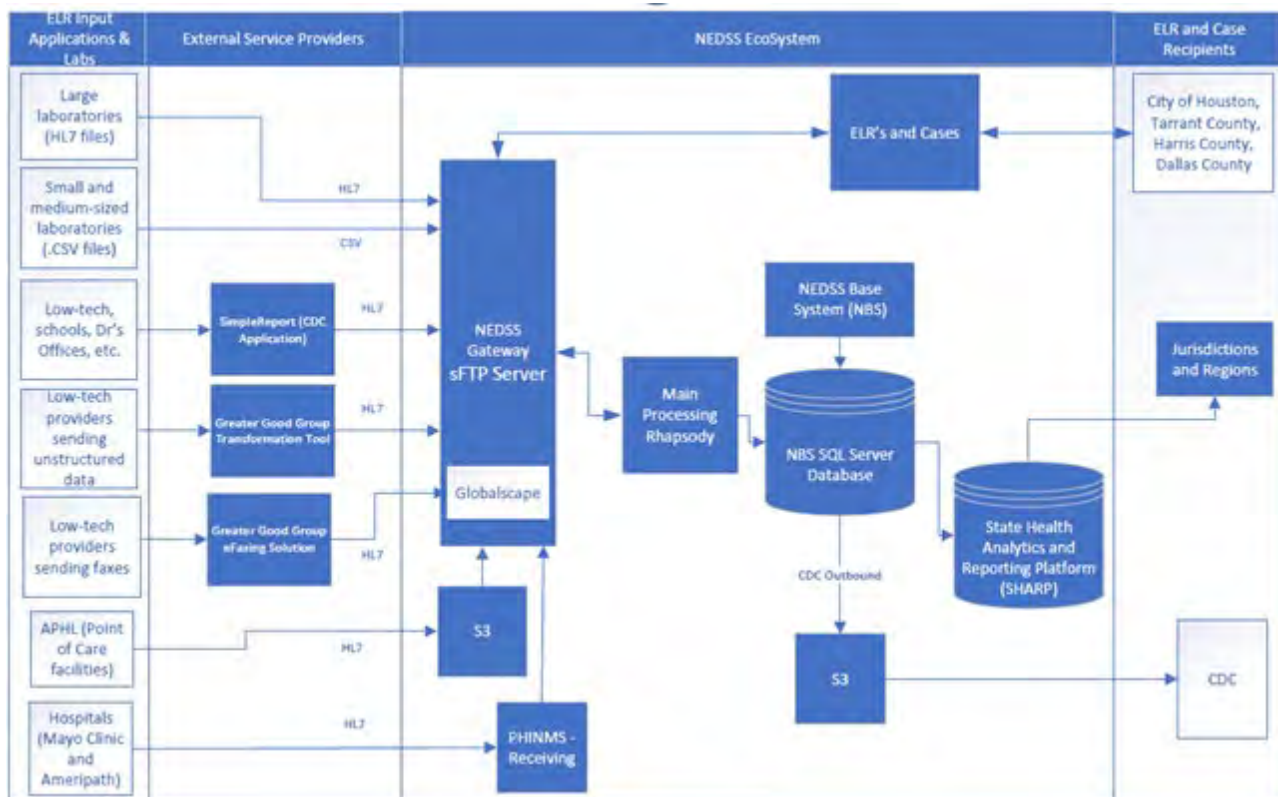 ELR Input
Applications &
Labs
External Service Providers
NEDSS EcoSystem
ELR and Case
Recipients
Large
laboratories
(HL7 files)
Small and
medium-sized
laboratories
(.CSV files)
Low-tech,
schools, Dr's
Offices, etc.
Low-tech
providers
sending
unstructured
data
Low-tech
providers
sending faxes
APHL (Point
of Care
facilities)
Hospitals
(Mayo Clinic
and
Ameripath)
SimpleReport (CDC
Application)
Greater Good Group
Transformation Tool
Greater Good Group
eFaxing Solution
HL7
CSV
HL7
HL7
HL7
HL7
HL7
NEDSS
Gateway
sFTP Server
Globalscape
S3
PHINMS -
Receiving
ELR's and Cases
Main
Processing
Rhapsody
NEDSS Base
System (NBS)
NBS SQL Server
Database
CDC Outbound
S3
State Health
Analytics and
Reporting Platform
(SHARP)
City of Houston,
Tarrant County,
Harris County,
Dallas County
Jurisdictions
and Regions
CDC